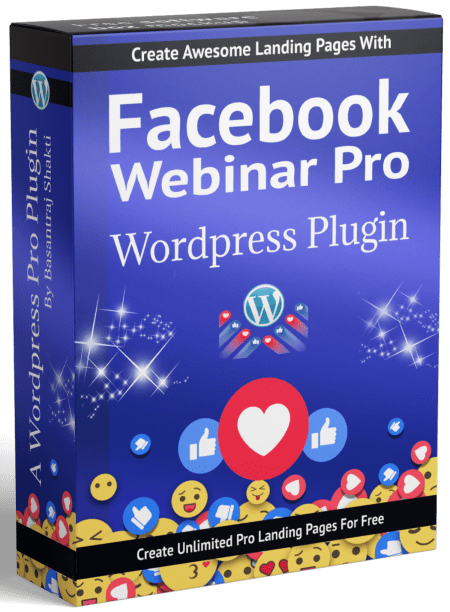 Create Awesome Landing Pages With
Facebook
Webinar Pro
Wordpress Plugin
Create Unlimited Pro Landing Pages For Free
A Wordpress Pro Plugin
By Basantraj Shakti